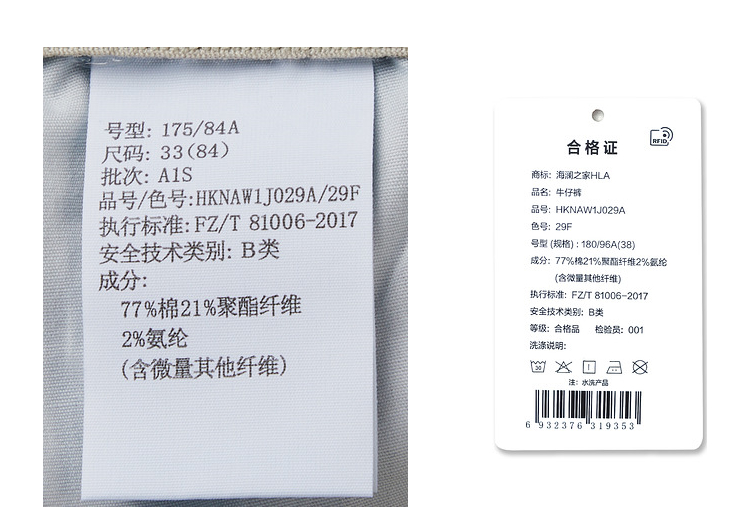 号型: 175/84A
尺码: 33(84)
批次: A1S
品号/色号:HKNAW1J029A/29F
执行标准:FZ/T 81006-2017
安全技术类别: B类
成分:
77%棉21%聚酯纤维
2%氨纶
(含微量其他纤维)
RFID
合格证
商标: 海澜之家HLA
品名: 牛仔裤
品号: HKNAW1J029A
色号: 29F
号型 (规格) : 180/96A(38)
成分: 77%棉21%聚酯纤维2%氨纶
(含微量其他纤维)
执行标准: FZ/T 81006-2017
安全技术类别: B类
等级: 合格品 检验员: 001
洗涤说明:
30
注: 水洗产品
6 932376 319353